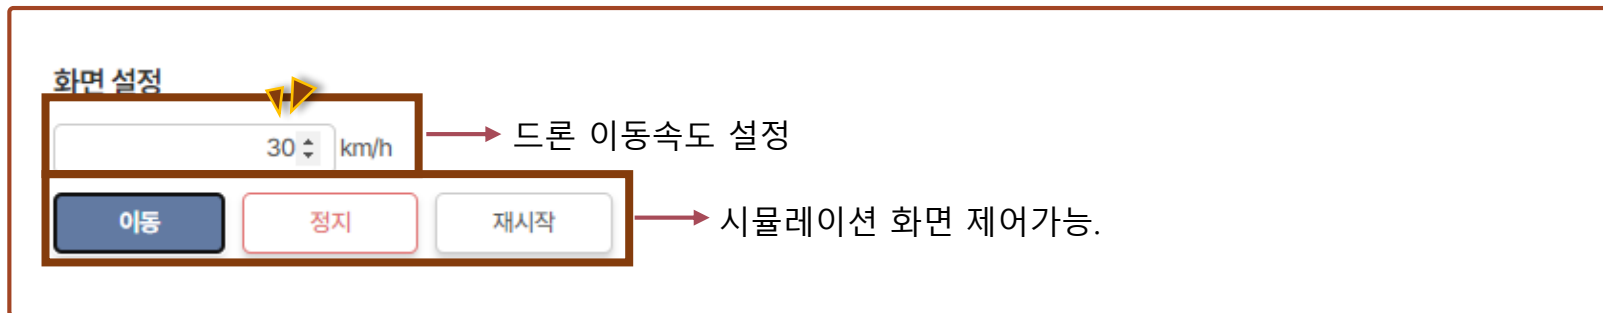 화면 설정
30 km/h
드론 이동속도 설정
이동 정지 재시작
시뮬레이션 화면 제어가능.